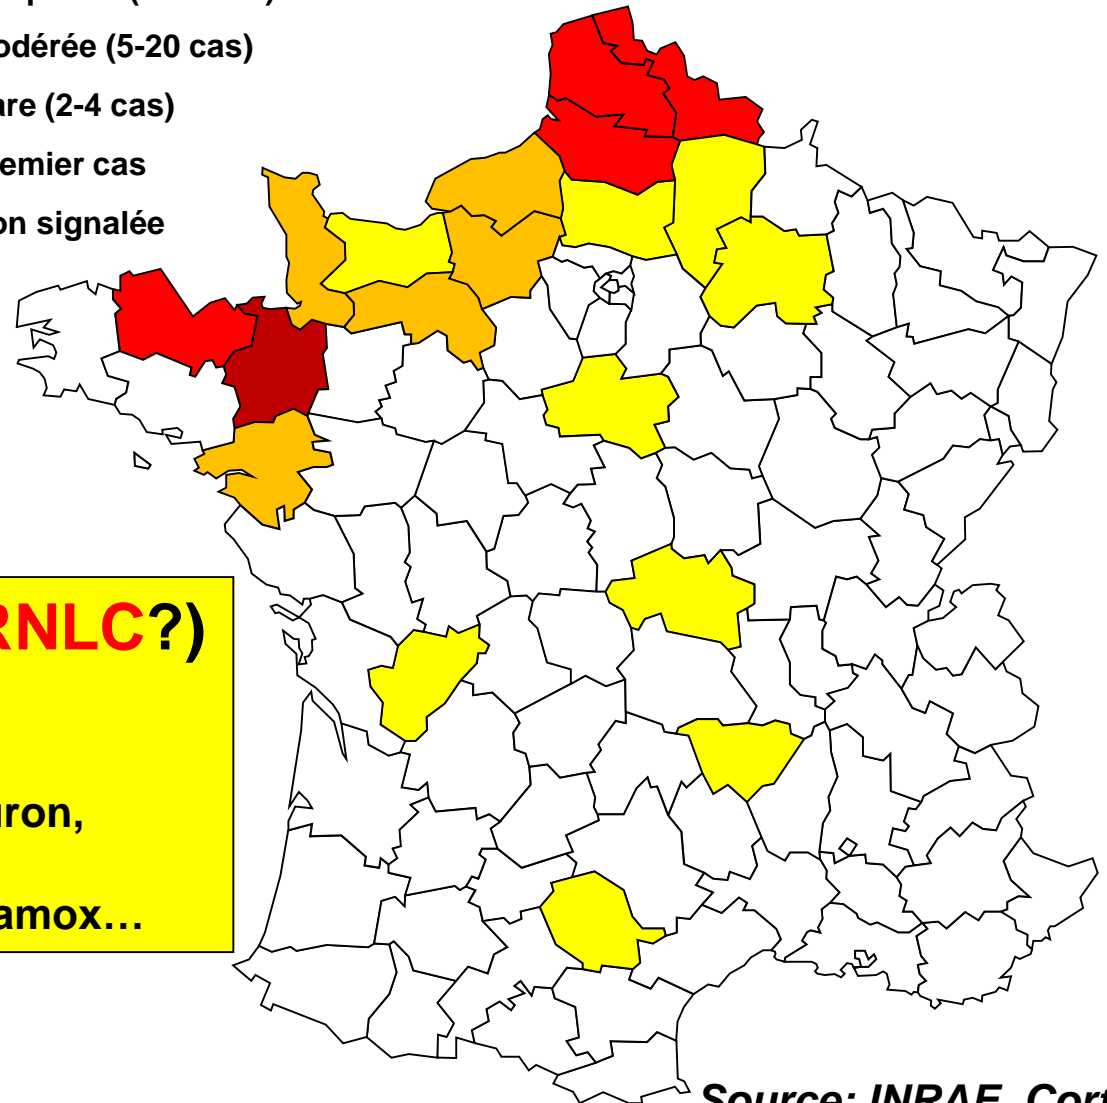 odérée (5-20 cas)
are (2-4 cas)
emier cas
on signalée
RNLC?)
uron,
amox…
Source: INRAE, Cort